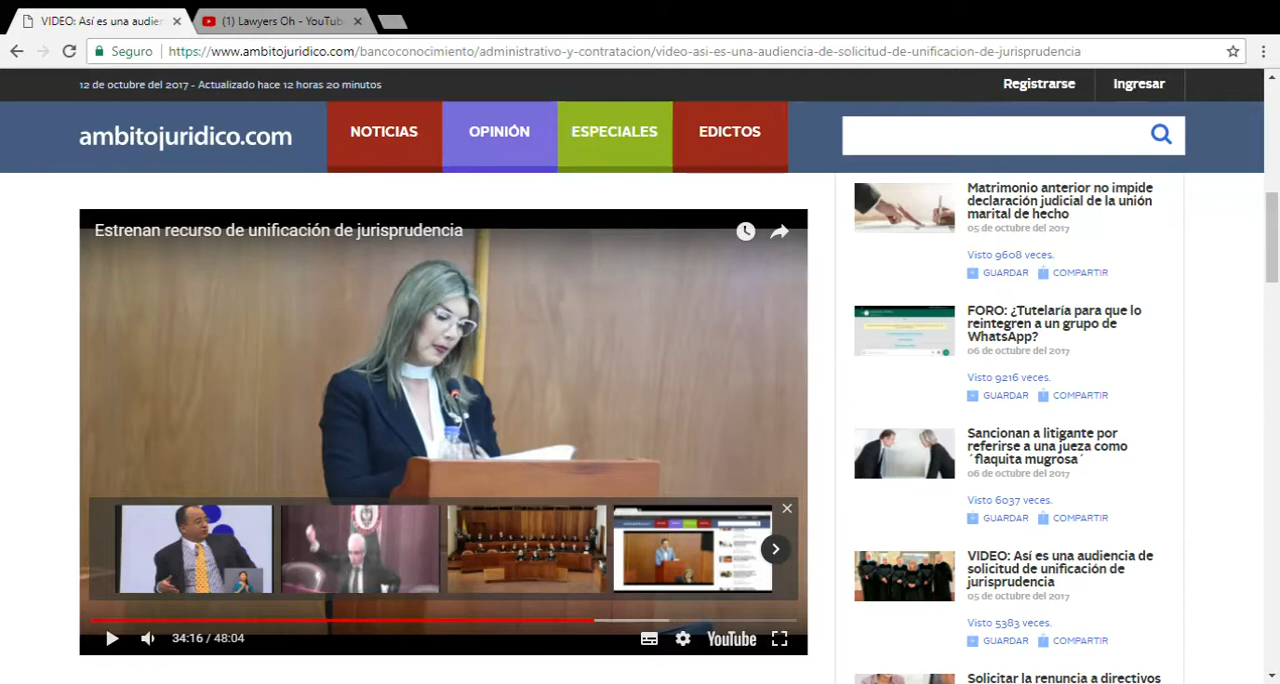 VIDEO: Así es una audien
(1) Lawyers Oh - YouTub
Seguro
https://www.ambitojuridico.com/bancoconocimiento/administrativo-y-contratacion/video-asi-es-una-audiencia-de-solicitud-de-unificacion-de-jurisprudencia
12 de octubre del 2017 - Actualizado hace 12 horas 20 minutos
Registrarse
Ingresar
ambitojuridico.com
NOTICIAS
OPINIÓN
ESPECIALES
EDICTOS
Estrenan recurso de unificación de jurisprudencia
34:16 / 48:04
YouTube
Matrimonio anterior no impide
declaración judicial de la unión
marital de hecho
05 de octubre del 2017
Visto 9608 veces.
GUARDAR
COMPARTIR
FORO: ¿Tutelaría para que lo
reintegren a un grupo de
WhatsApp?
06 de octubre del 2017
Visto 9216 veces.
GUARDAR
COMPARTIR
Sancionan a litigante por
referirse a una jueza como
´flaquita mugrosa´
06 de octubre del 2017
Visto 6037 veces.
GUARDAR
COMPARTIR
VIDEO: Así es una audiencia de
solicitud de unificación de
jurisprudencia
05 de octubre del 2017
Visto 5383 veces.
GUARDAR
COMPARTIR
Solicitar la renuncia a directivos